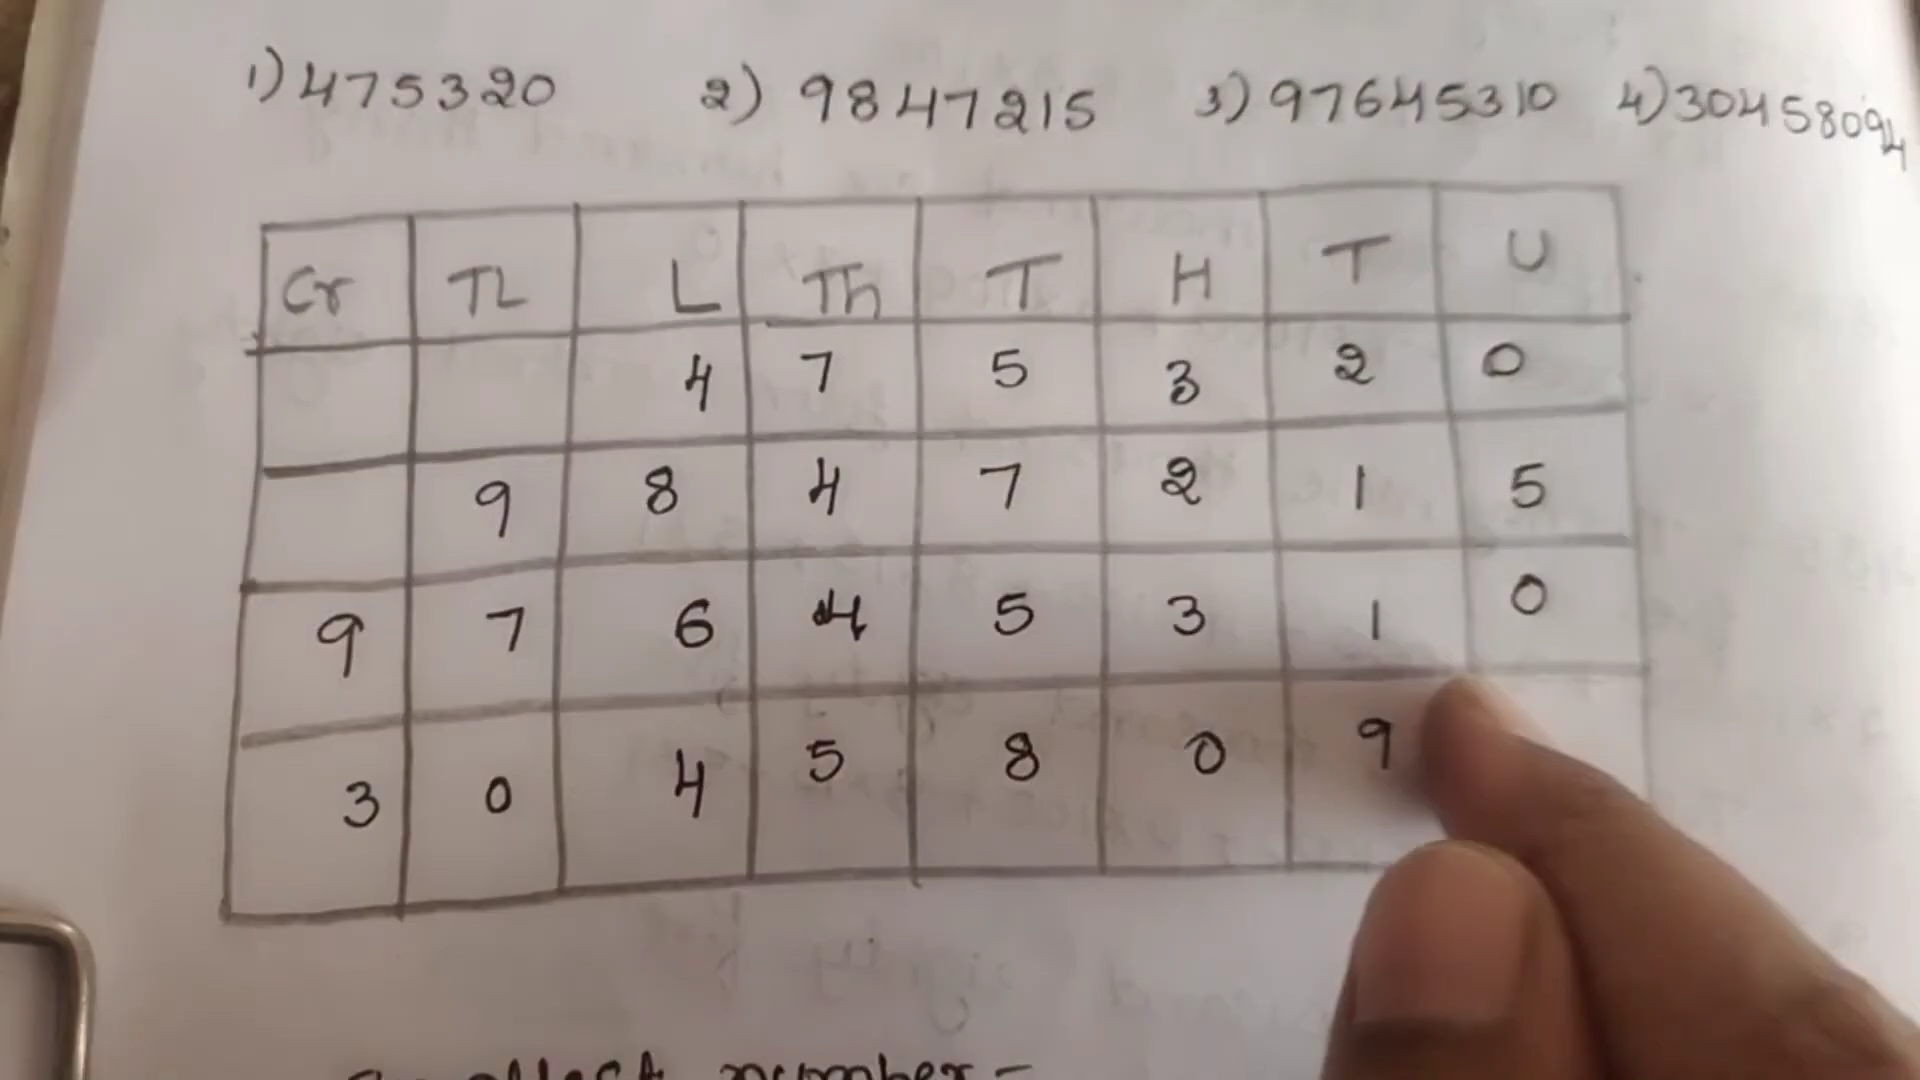 1) 475320 2) 9847215 3) 97645310 4) 30458094
Cr TL L Th T H T U
4 7 5 3 2 0
9 8 4 7 2 1 5
9 7 6 4 5 3 1 0
3 0 4 5 8 0 9
number-